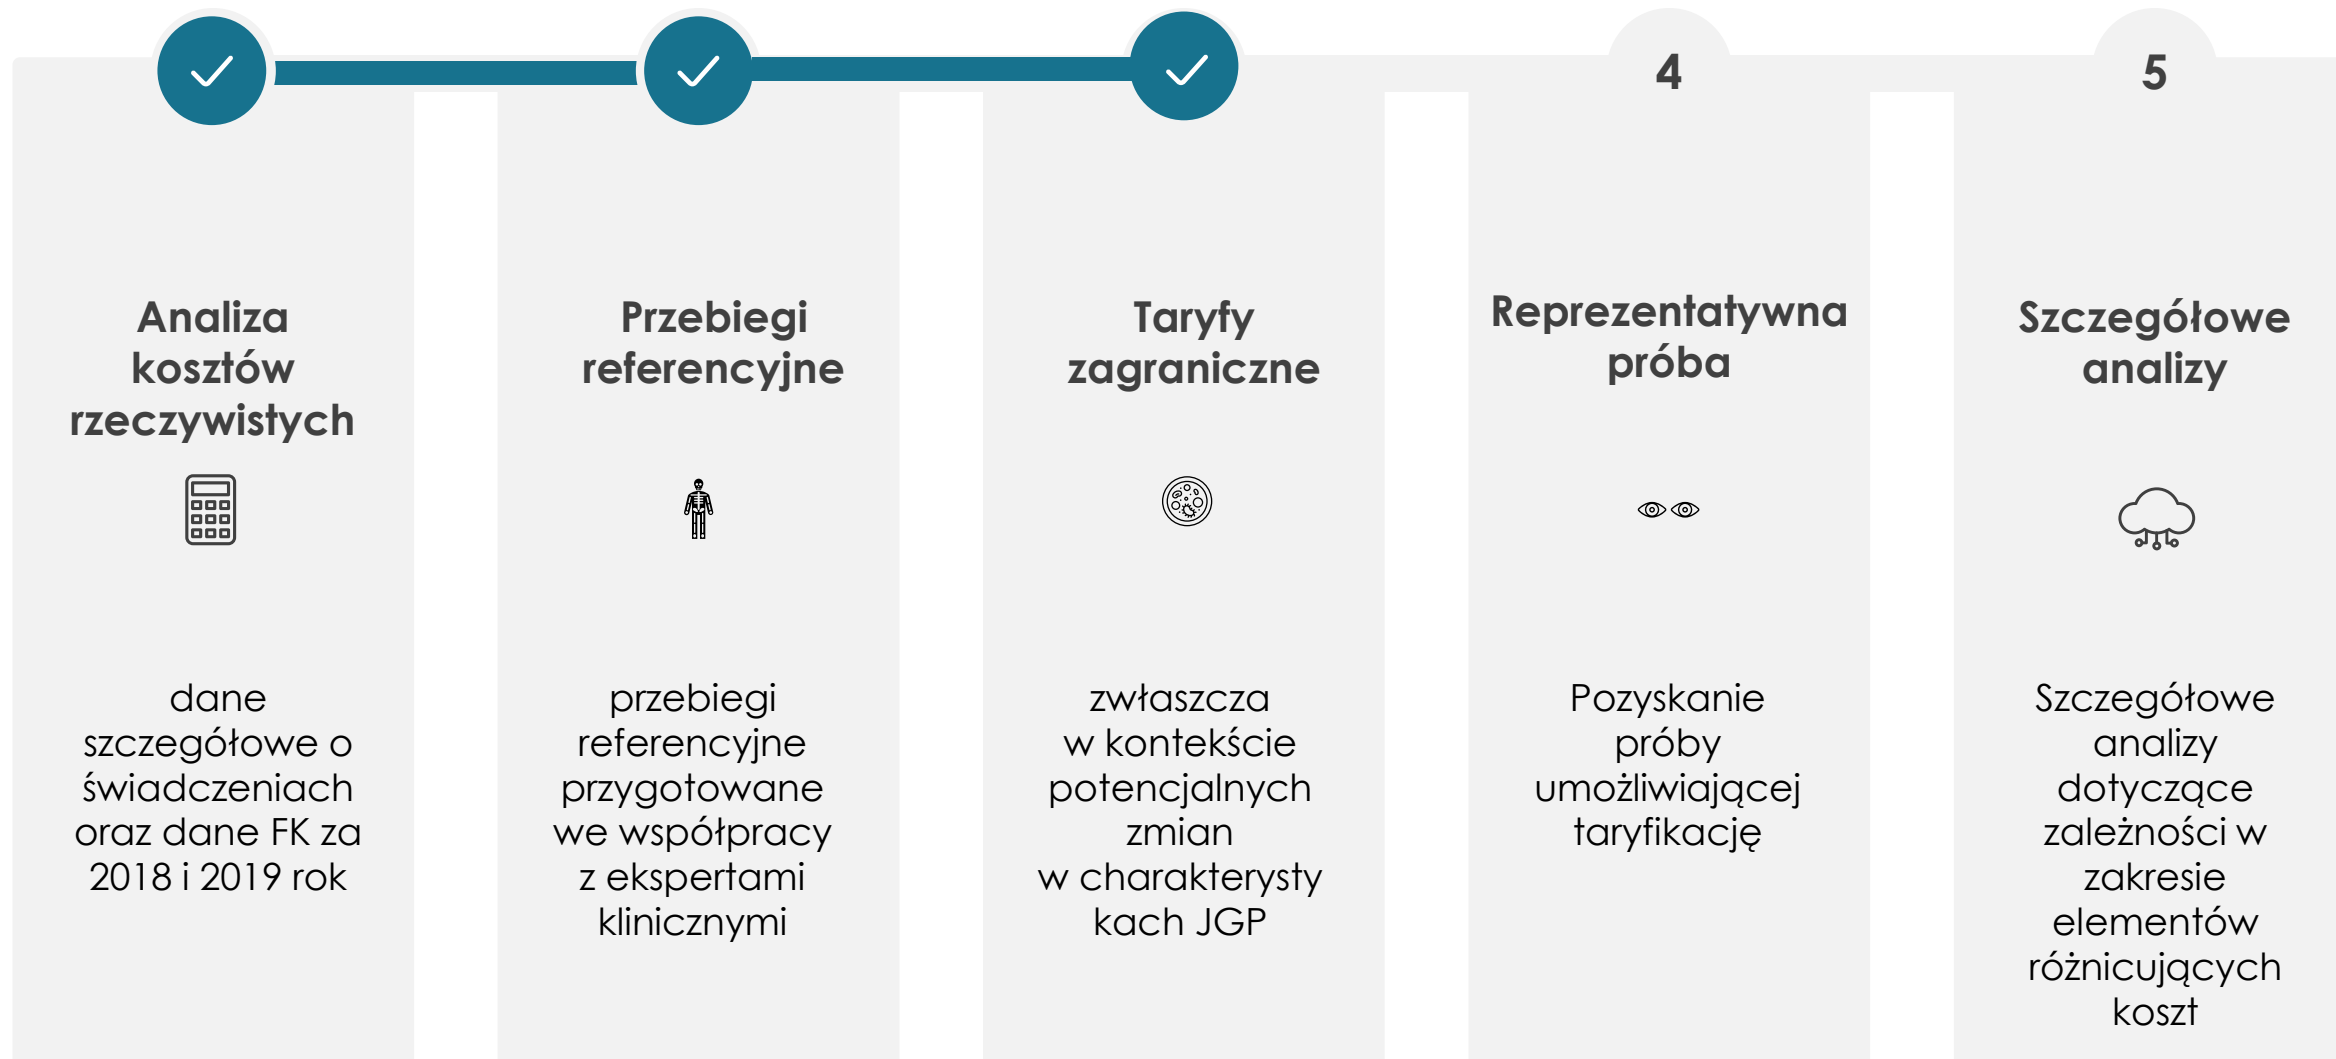 Analiza
kosztów
rzeczywistych
dane
szczegółowe o
świadczeniach
oraz dane FK za
2018 i 2019 rok
Przebiegi
referencyjne
przebiegi
referencyjne
przygotowane
we współpracy
z ekspertami
klinicznymi
Taryfy
zagraniczne
zwłaszcza
w kontekście
potencjalnych
zmian
w charakterysty
kach JGP
4
Reprezentatywna
próba
Pozyskanie
próby
umożliwiającej
taryfikację
5
Szczegółowe
analizy
Szczegółowe
analizy
dotyczące
zależności w
zakresie
elementów
różnicujących
koszt